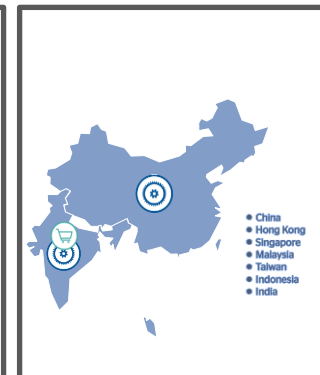 • China
• Hong Kong
• Singapore
• Malaysia
• Taiwan
• Indonesia
• India